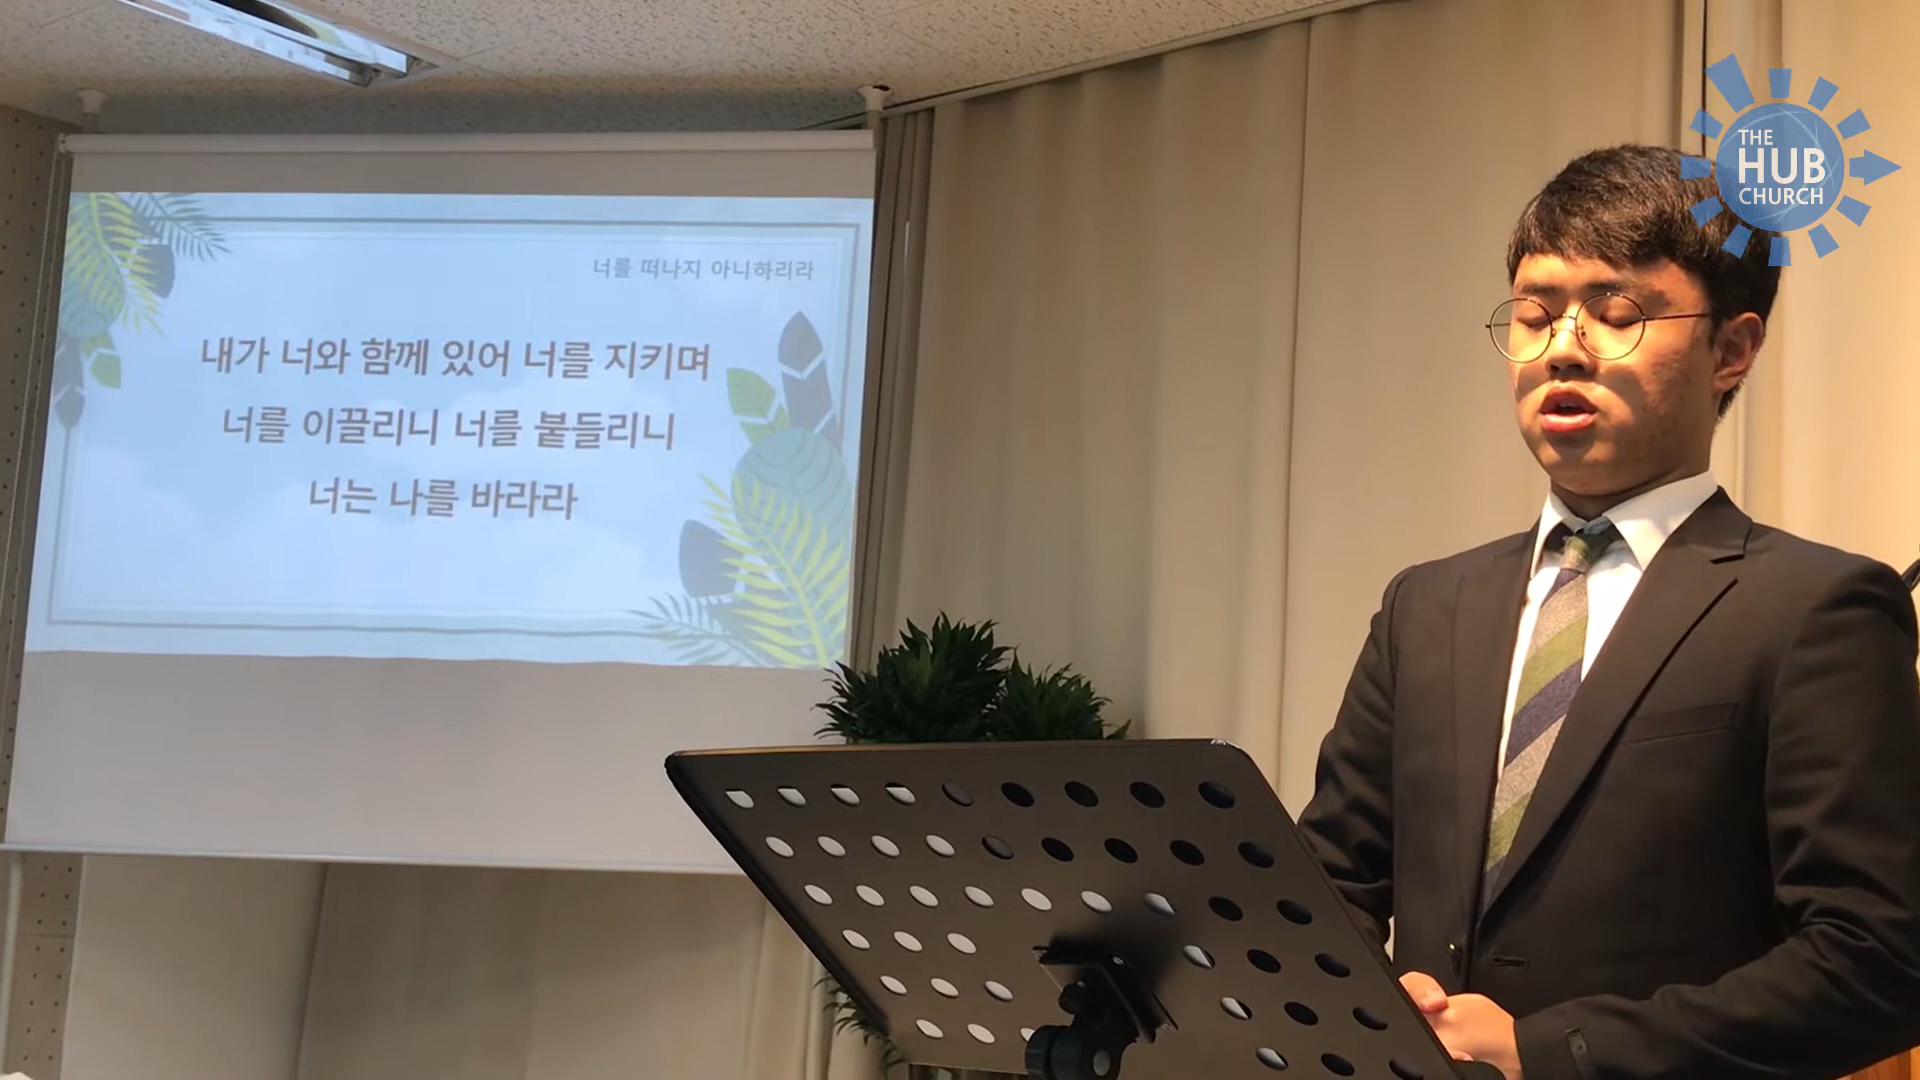 너를 떠나지 아니하리라
내가 너와 함께 있어 너를 지키며
너를 이끌리니 너를 붙들리니
너는 나를 바라라
THE
HUB
CHURCH